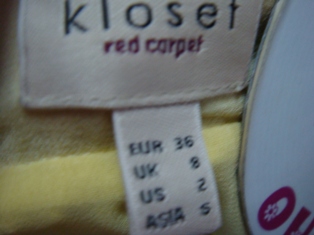 kloset
red carpet
EUR 36
UK 8
US 2
ASIA S